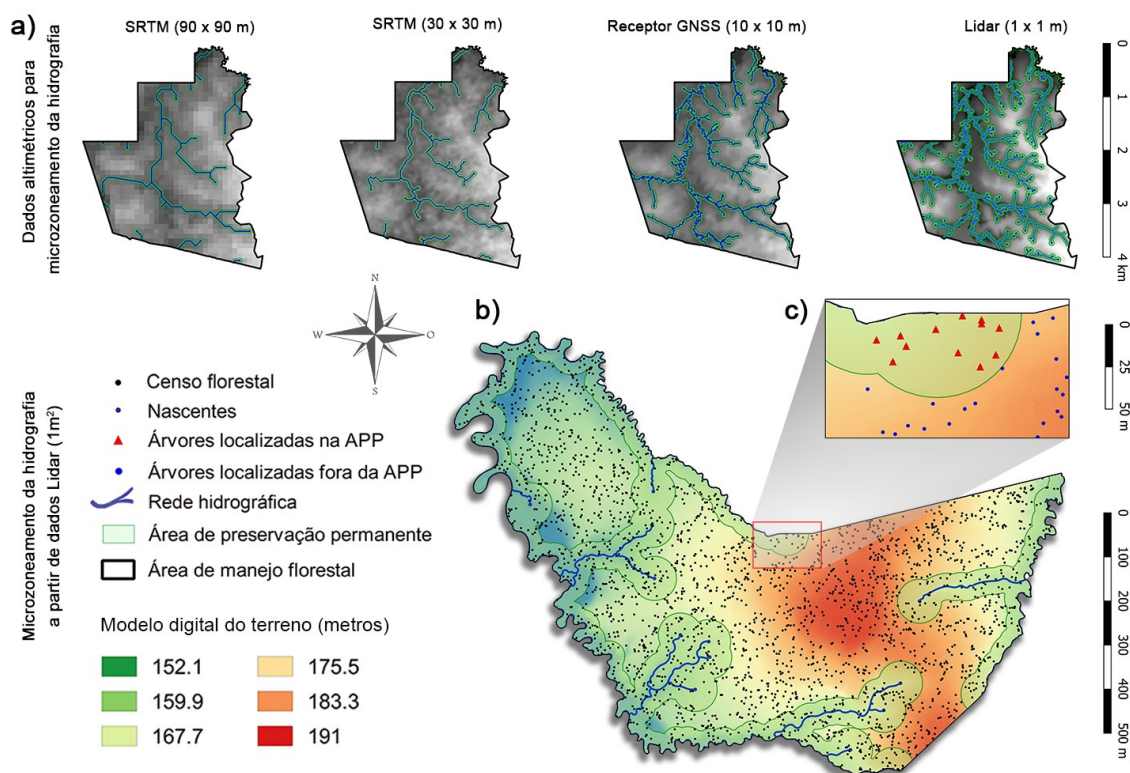 a)
SRTM (90 x 90 m)
SRTM (30 x 30 m)
Receptor GNSS (10 x 10 m)
Lidar (1 x 1 m)
Dados altimétricos para
microzoneamento da hidrografia
0
1
2
3
4 km
N
W
O
S
b)
c)
0
25
50 m
Microzoneamento da hidrografia
a partir de dados Lidar (1m²)
Censo florestal
Nascentes
Árvores localizadas na APP
Árvores localizadas fora da APP
Rede hidrográfica
Área de preservação permanente
Área de manejo florestal
Modelo digital do terreno (metros)
152.1
159.9
167.7
175.5
183.3
191
0
100
200
300
400
500 m